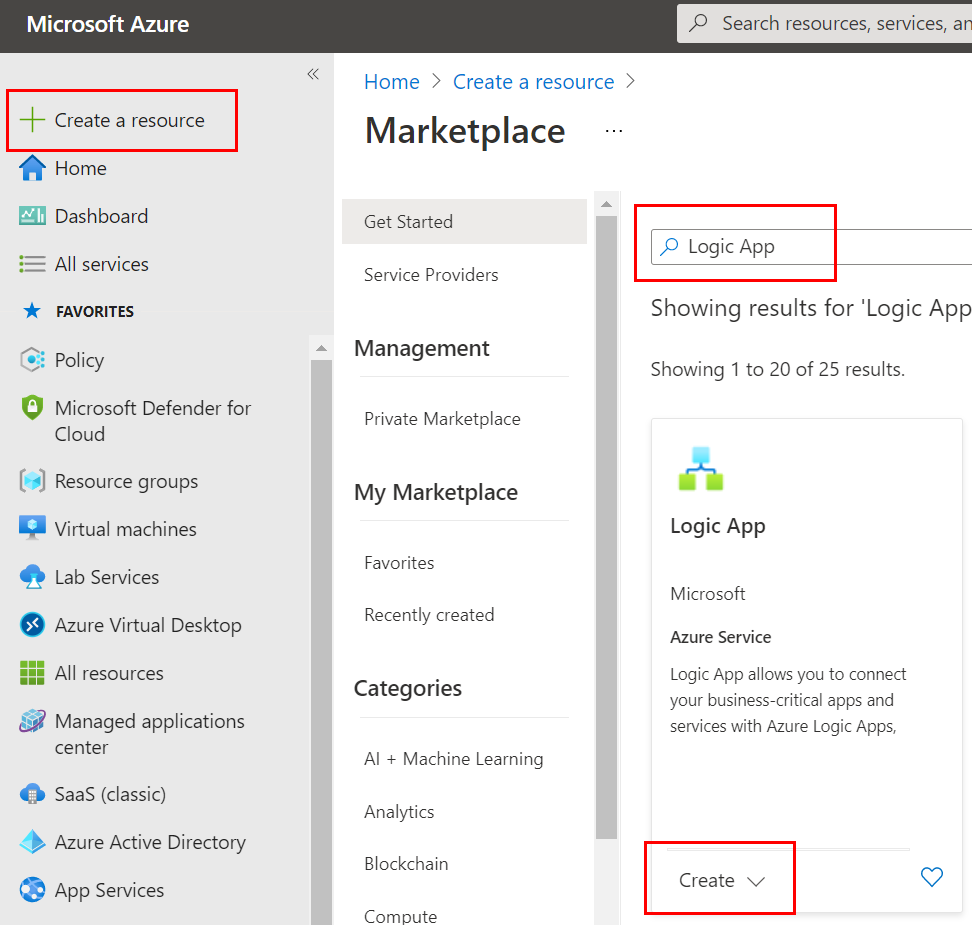 Microsoft Azure
Search resources, services, an
«
Create a resource
Home
Dashboard
All services
FAVORITES
Policy
Microsoft Defender for
Cloud
Resource groups
Virtual machines
Lab Services
Azure Virtual Desktop
All resources
Managed applications
center
SaaS (classic)
Azure Active Directory
App Services
Home > Create a resource >
Marketplace ...
Get Started
Service Providers
Management
Private Marketplace
My Marketplace
Favorites
Recently created
Categories
AI + Machine Learning
Analytics
Blockchain
Compute
Logic App
Showing results for 'Logic App
Showing 1 to 20 of 25 results.
Logic App
Microsoft
Azure Service
Logic App allows you to connect
your business-critical apps and
services with Azure Logic Apps,
Create